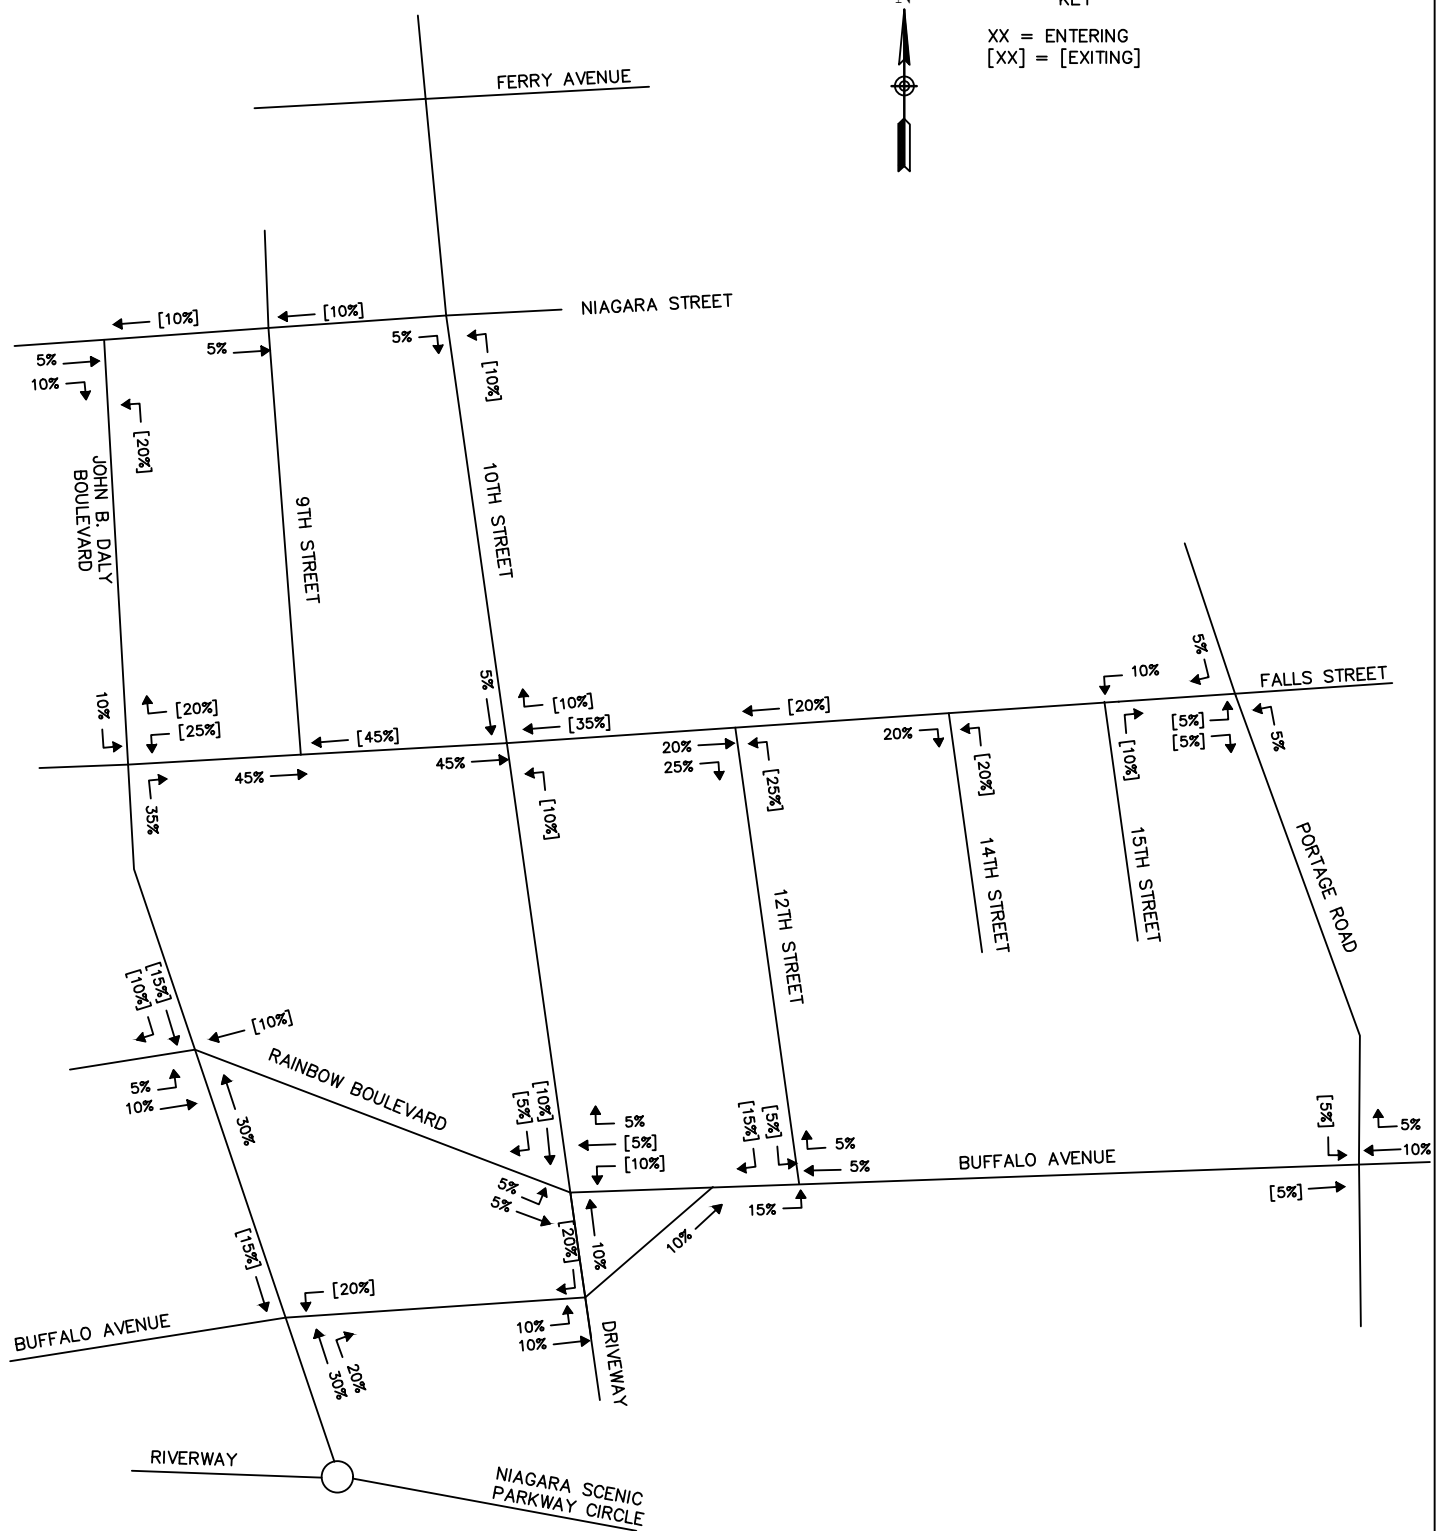 N
KEY
XX = ENTERING
[XX] = [EXITING]
FERRY AVENUE
NIAGARA STREET
[10%]
[10%]
5%
10%
5%
5%
[10%]
[20%]
JOHN B. DALY
BOULEVARD
9TH STREET
10TH STREET
10%
[20%]
[25%]
35%
[45%]
45%
5%
[10%]
[35%]
45%
[10%]
[20%]
20%
25%
[25%]
20%
[20%]
10%
[10%]
5%
[5%]
[5%]
5%
FALLS STREET
12TH STREET
14TH STREET
15TH STREET
PORTAGE ROAD
[10%]
[15%]
[10%]
5%
10%
30%
RAINBOW BOULEVARD
[5%]
[10%]
5%
[5%]
[10%]
5%
5%
10%
[15%]
[5%]
5%
5%
15%
BUFFALO AVENUE
[5%]
5%
10%
[5%]
[20%]
10%
[15%]
[20%]
10%
10%
BUFFALO AVENUE
30%
20%
DRIVEWAY
RIVERWAY
NIAGARA SCENIC
PARKWAY CIRCLE